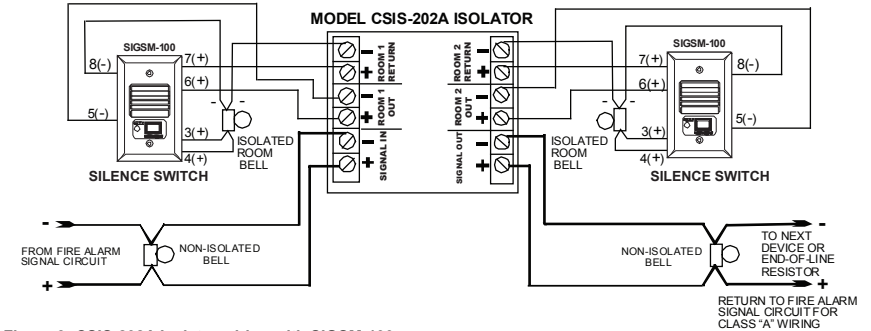 MODEL CSIS-202A ISOLATOR
SIGSM-100
8(-)
7(+)
6(+)
5(-)
3(+)
4(+)
- -
ISOLATED
ROOM
BELL
SILENCE SWITCH
-
+
ROOM 1
RETURN
-
+
ROOM 1
OUT
-
+
SIGNAL IN
ROOM 2
RETURN
-
+
ROOM 2
OUT
-
+
SIGNAL OUT
-
+
SIGSM-100
7(+)
8(-)
6(+)
5(-)
3(+)
4(+)
- -
ISOLATED
ROOM
BELL
SILENCE SWITCH
-
FROM FIRE ALARM
SIGNAL CIRCUIT
+
NON-ISOLATED
BELL
NON-ISOLATED
BELL
-
TO NEXT
DEVICE OR
END-OF-LINE
RESISTOR
+
RETURN TO FIRE ALARM
SIGNAL CIRCUIT FOR
CLASS "A" WIRING